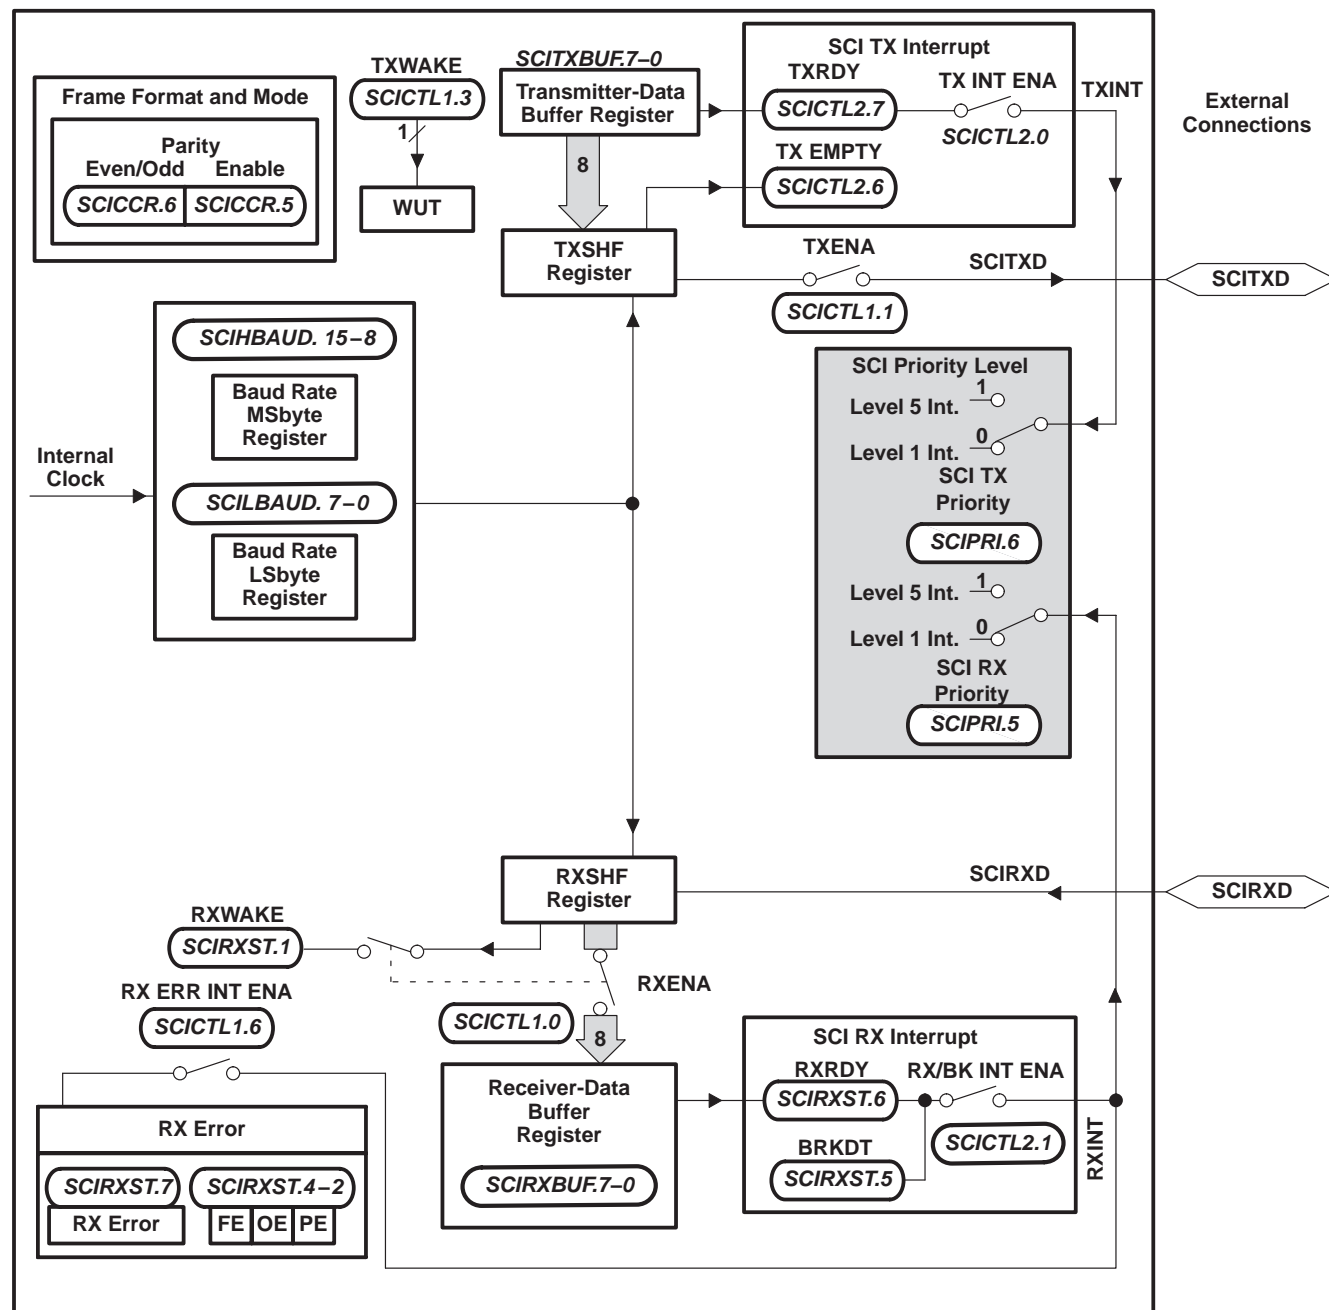 SCITXBUF.7–0
TXWAKE
SCICTL1.3
1
WUT
Transmitter-Data
Buffer Register
8
TXSHF
Register
Frame Format and Mode
Parity
Even/Odd Enable
SCICCR.6 SCICCR.5
SCI TX Interrupt
TXRDY
SCICTL2.7
TX INT ENA
SCICTL2.0
TX EMPTY
SCICTL2.6
TXINT
External
Connections
TXENA
SCICTL1.1
SCITXD
SCITXD
SCIHBAUD. 15–8
Baud Rate
MSbyte
Register
Internal
Clock
SCILBAUD. 7–0
Baud Rate
LSbyte
Register
SCI Priority Level
1
Level 5 Int.
0
Level 1 Int.
SCI TX
Priority
SCIPRI.6
1
Level 5 Int.
0
Level 1 Int.
SCI RX
Priority
SCIPRI.5
RXSHF
Register
SCIRXD
SCIRXD
RXWAKE
SCIRXST.1
RXENA
SCICTL1.0
8
RX ERR INT ENA
SCICTL1.6
RX Error
SCIRXST.7 SCIRXST.4–2
RX Error FE OE PE
Receiver-Data
Buffer
Register
SCIRXBUF.7–0
SCI RX Interrupt
RXRDY
SCIRXST.6
RX/BK INT ENA
SCICTL2.1
BRKDT
SCIRXST.5
RXINT